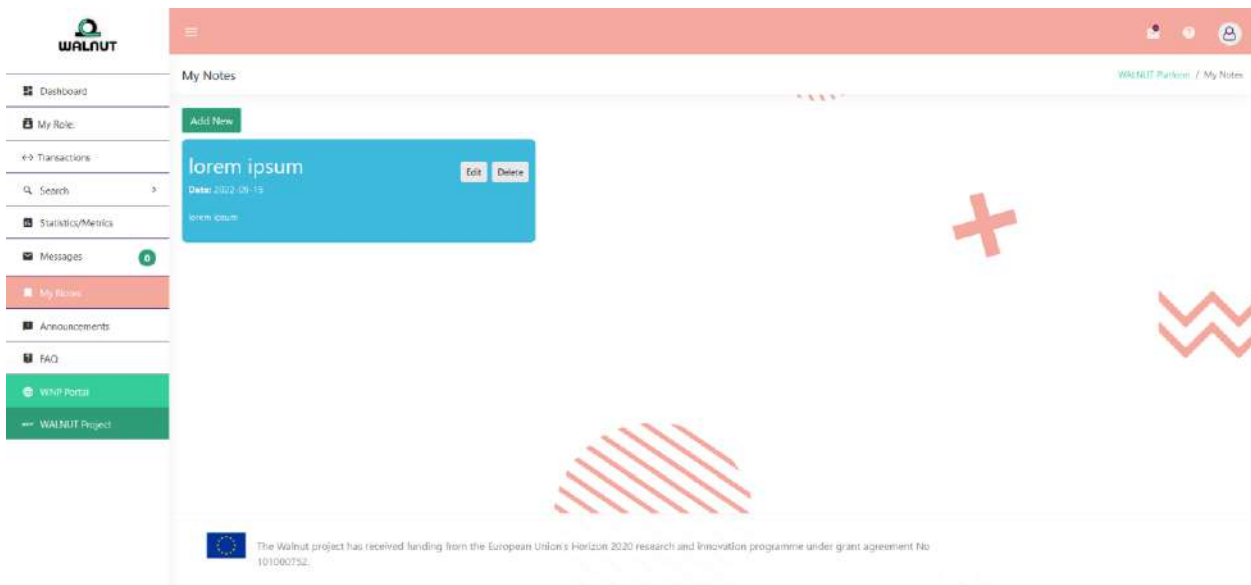 WALNUT
My Notes
WALNUT Platform / My Notes
Dashboard
My Role:
Transactions
Search
Statistics/Metrics
Messages 0
My Notes
Announcements
FAQ
WNP Portal
WALNUT Project
Add New
lorem ipsum
Edit Delete
Date: 2022-09-15
lorem ipsum
The Walnut project has received funding from the European Union's Horizon 2020 research and innovation programme under grant agreement No
101000752.